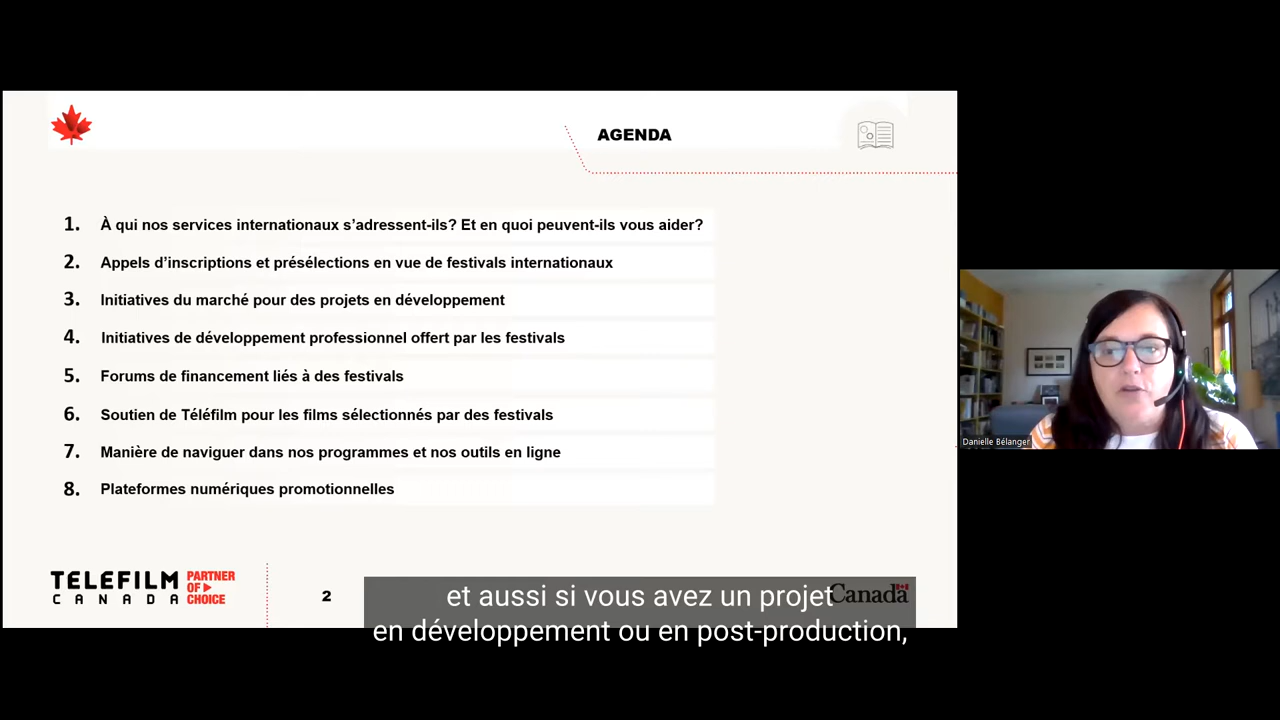 AGENDA
1. À qui nos services internationaux s’adressent-ils? Et en quoi peuvent-ils vous aider?
2. Appels d’inscriptions et présélections en vue de festivals internationaux
3. Initiatives du marché pour des projets en développement
4. Initiatives de développement professionnel offert par les festivals
5. Forums de financement liés à des festivals
6. Soutien de Téléfilm pour les films sélectionnés par des festivals
7. Manière de naviguer dans nos programmes et nos outils en ligne
8. Plateformes numériques promotionnelles
Danielle Bélanger
TELEFILM
CANADA
PARTNER
OF
CHOICE
2
Canada
et aussi si vous avez un projet
en développement ou en post-production,